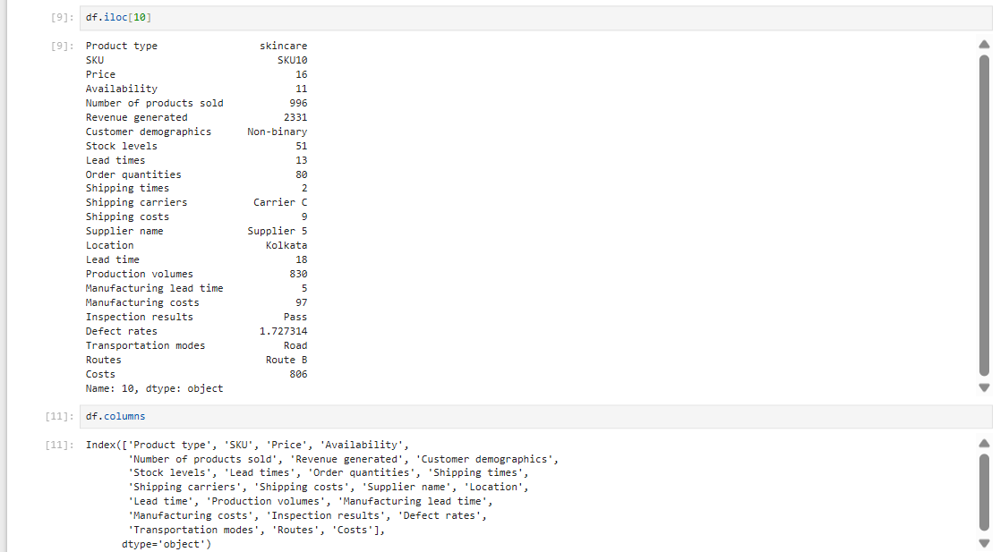 [9]: df.iloc[10]
[9]: Product type skincare
SKU SKU10
Price 16
Availability 11
Number of products sold 996
Revenue generated 2331
Customer demographics Non-binary
Stock levels 51
Lead times 13
Order quantities 80
Shipping times 2
Shipping carriers Carrier C
Shipping costs 9
Supplier name Supplier 5
Location Kolkata
Lead time 18
Production volumes 830
Manufacturing lead time 5
Manufacturing costs 97
Inspection results Pass
Defect rates 1.727314
Transportation modes Road
Routes Route B
Costs 806
Name: 10, dtype: object
[11]: df.columns
[11]: Index(['Product type', 'SKU', 'Price', 'Availability',
'Number of products sold', 'Revenue generated', 'Customer demographics',
'Stock levels', 'Lead times', 'Order quantities', 'Shipping times',
'Shipping carriers', 'Shipping costs', 'Supplier name', 'Location',
'Lead time', 'Production volumes', 'Manufacturing lead time',
'Manufacturing costs', 'Inspection results', 'Defect rates',
'Transportation modes', 'Routes', 'Costs'],
dtype='object')